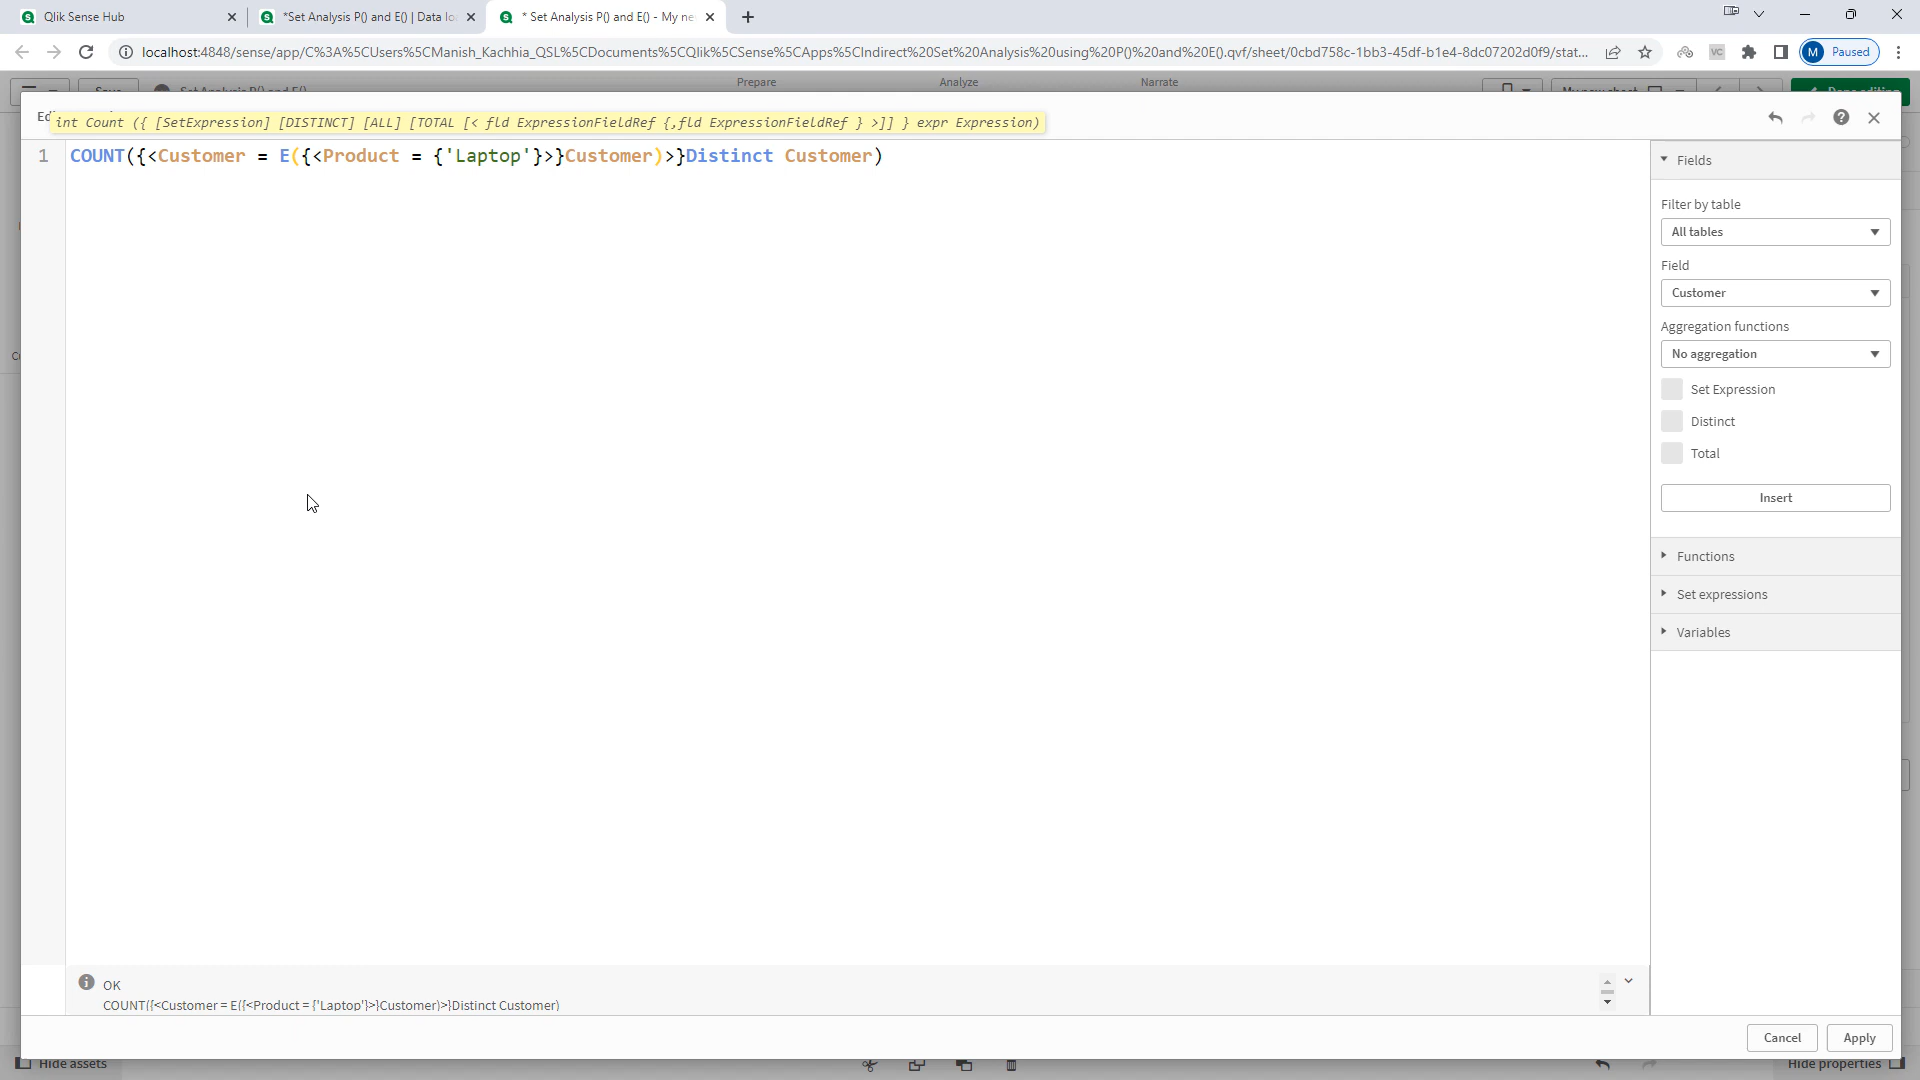 Qlik Sense Hub
*Set Analysis P() and E() | Data lo
* Set Analysis P() and E() - My ne
localhost:4848/sense/app/C%3A%5CUsers%5CManish_Kachhia_QSL%5CDocuments%5CQlik%5CSense%5CApps%5CIndirect%20Set%20Analysis%20using%20P()%20and%20E().qvf/sheet/0cbd758c-1bb3-45df-b1e4-8dc07202d0f9/stat...
VC
M Paused
Prepare
Analyze
Narrate
int Count ({ [SetExpression] [DISTINCT] [ALL] [TOTAL [< fld ExpressionFieldRef {,fld ExpressionFieldRef } >]] } expr Expression)
1 COUNT({<Customer = E({<Product = {'Laptop'}>}Customer)>}Distinct Customer)
Fields
Filter by table
All tables
Field
Customer
Aggregation functions
No aggregation
Set Expression
Distinct
Total
Insert
Functions
Set expressions
Variables
OK
COUNT({<Customer = E({<Product = {'Laptop'}>}Customer)>}Distinct Customer)
Cancel
Apply
Hide assets
Hide properties